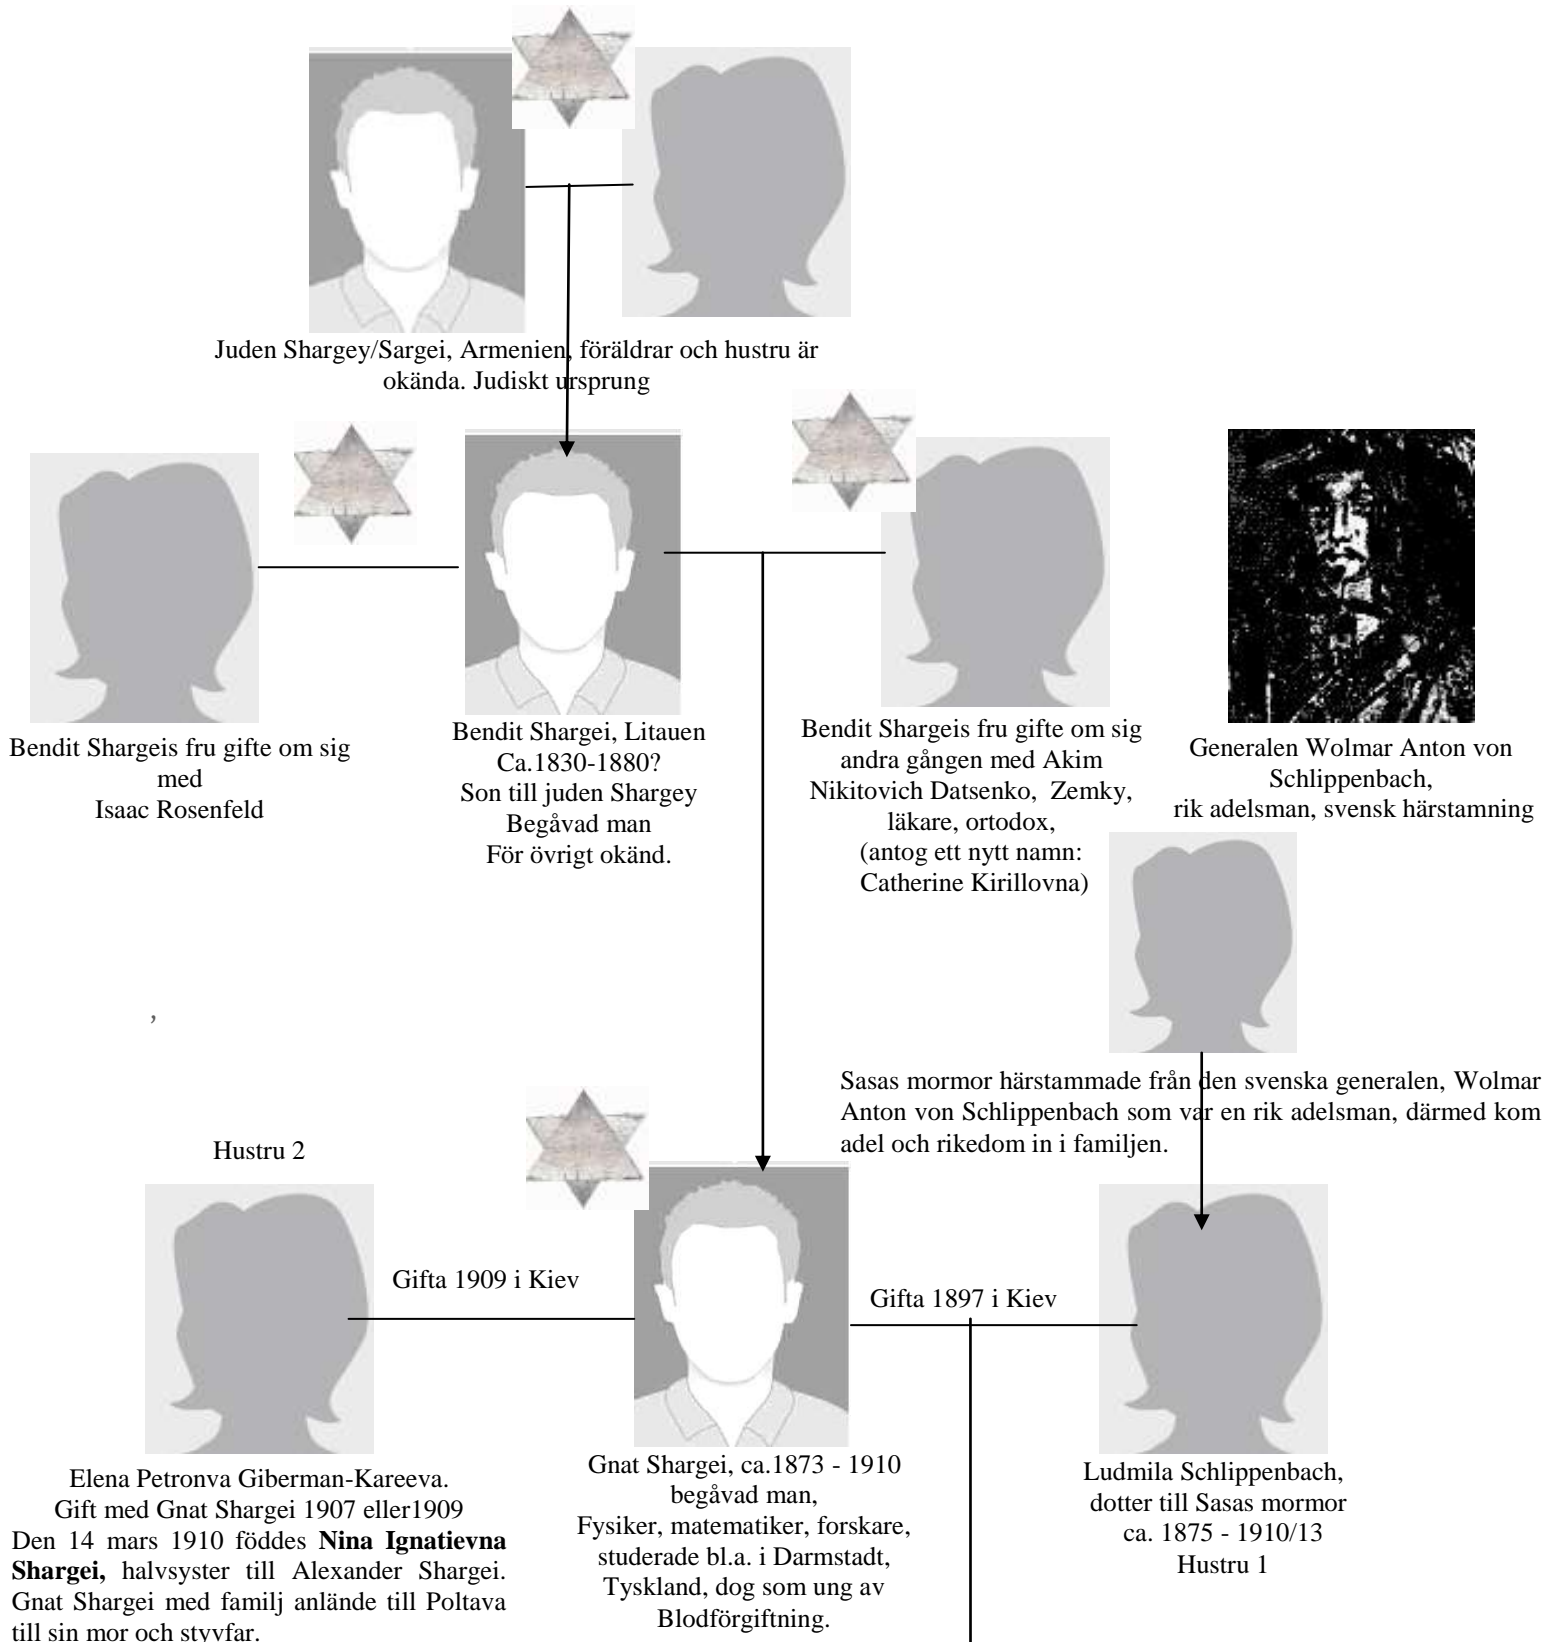 Juden Shargey/Sargei, Armenien, föräldrar och hustru är
okända. Judiskt ursprung
Bendit Shargeis fru gifte om sig
med
Isaac Rosenfeld
Bendit Shargei, Litauen
Ca.1830-1880?
Son till juden Shargey
Begåvad man
För övrigt okänd.
Bendit Shargeis fru gifte om sig
andra gången med Akim
Nikitovich Datsenko, Zemky,
läkare, ortodox,
(antog ett nytt namn:
Catherine Kirillovna)
Generalen Wolmar Anton von
Schlippenbach,
rik adelsman, svensk härstamning
,
Sasas mormor härstammade från den svenska generalen, Wolmar
Anton von Schlippenbach som var en rik adelsman, därmed kom
adel och rikedom in i familjen.
Hustru 2
Gifta 1909 i Kiev
Gifta 1897 i Kiev
Elena Petronva Giberman-Kareeva.
Gift med Gnat Shargei 1907 eller1909
Den 14 mars 1910 föddes Nina Ignatievna
Shargei, halvsyster till Alexander Shargei.
Gnat Shargei med familj anlände till Poltava
till sin mor och styvfar.
Gnat Shargei, ca.1873 - 1910
begåvad man,
Fysiker, matematiker, forskare,
studerade bl.a. i Darmstadt,
Tyskland, dog som ung av
Blodförgiftning.
Ludmila Schlippenbach,
dotter till Sasas mormor
ca. 1875 - 1910/13
Hustru 1